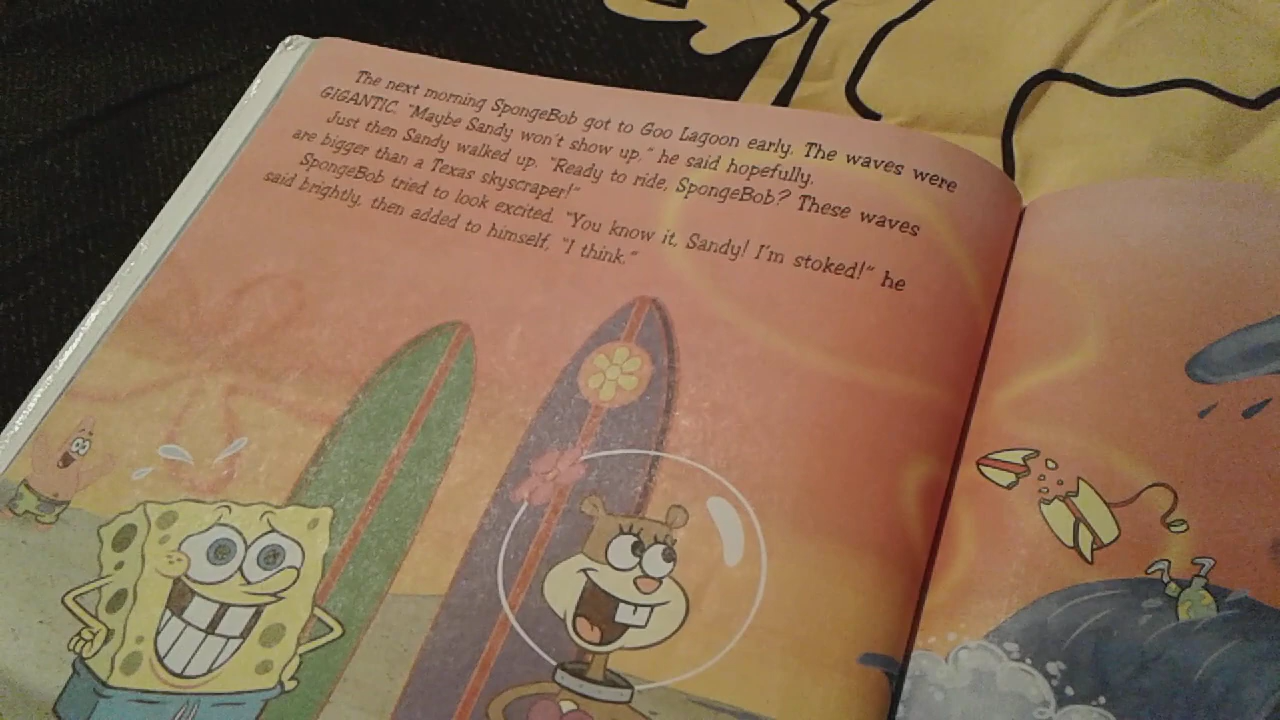 The next morning SpongeBob got to Goo Lagoon early. The waves were
GIGANTIC. "Maybe Sandy won't show up," he said hopefully.
Just then Sandy walked up. "Ready to ride, SpongeBob? These waves
are bigger than a Texas skyscraper!"
SpongeBob tried to look excited. "You know it, Sandy! I'm stoked!" he
said brightly, then added to himself, "I think."